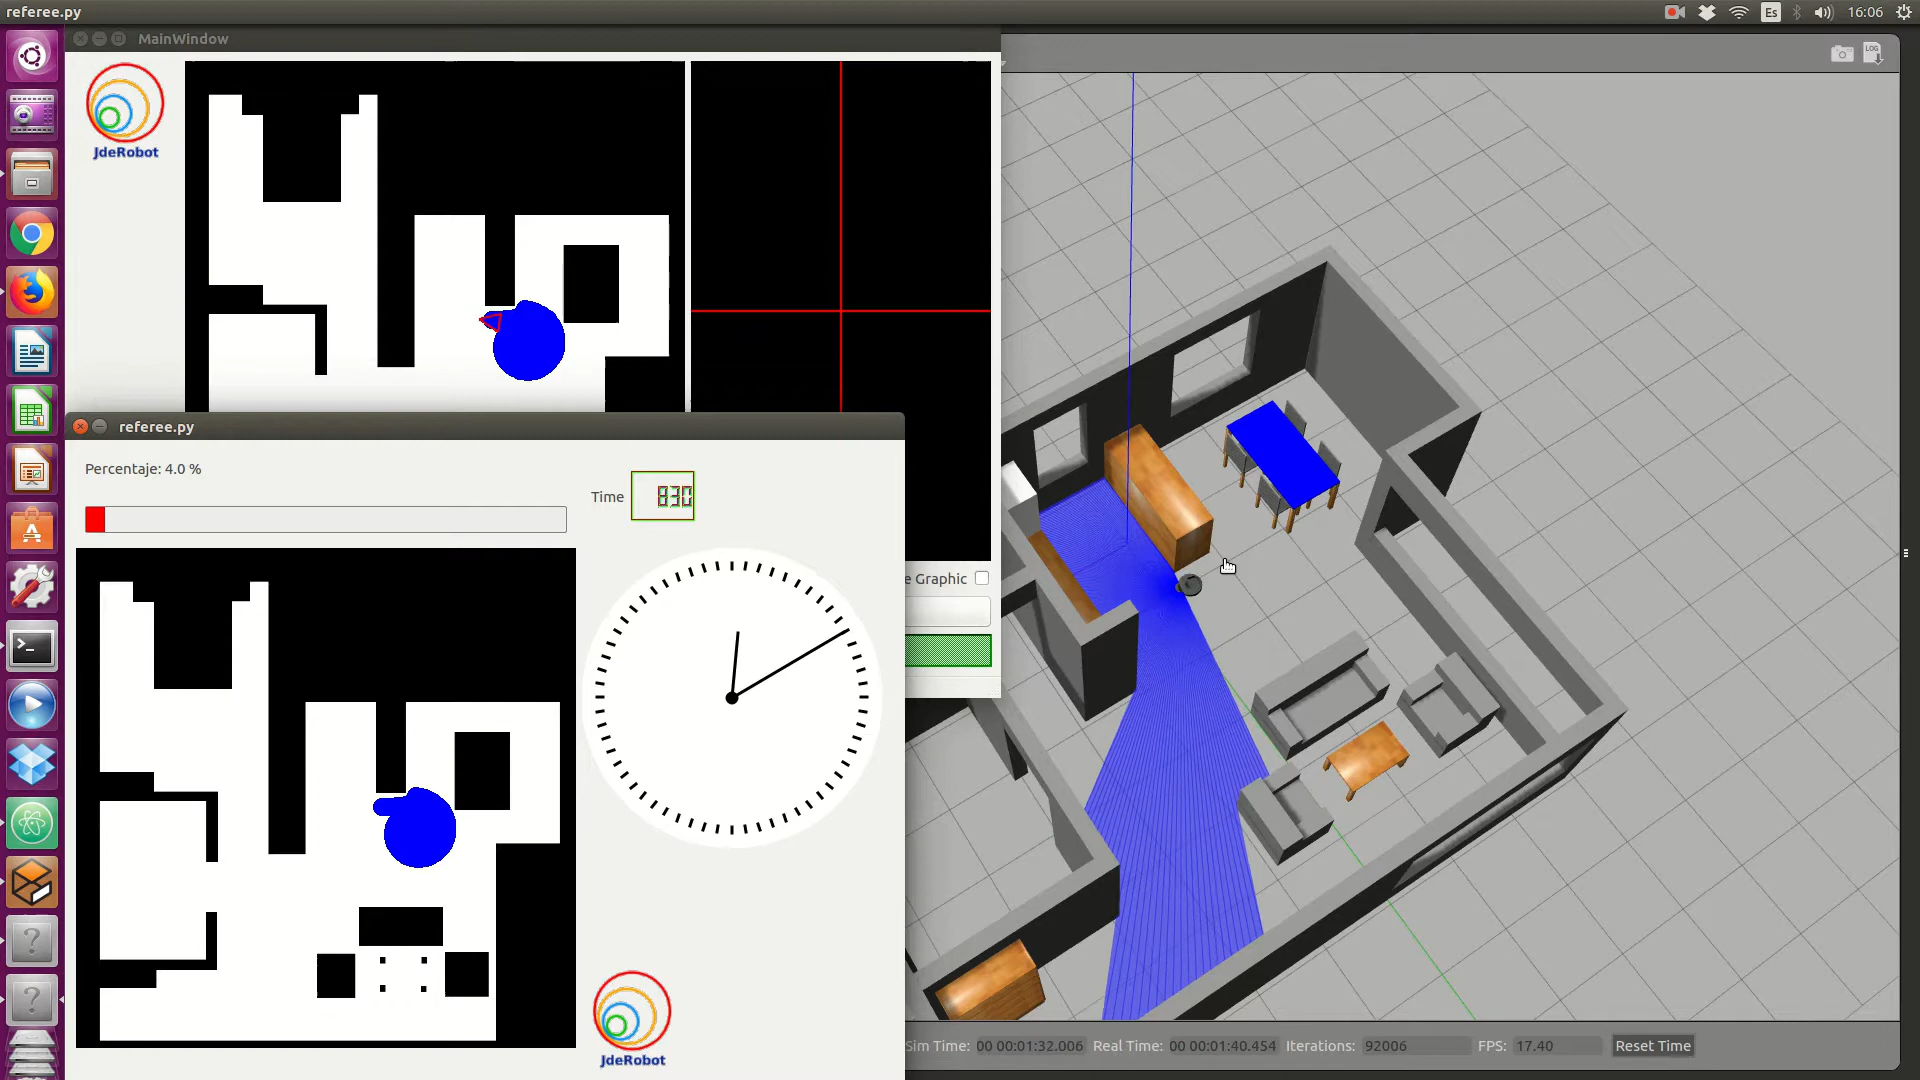 referee.py
Es
16:06
MainWindow
LOG
JdeRobot
referee.py
Percentaje: 4.0 %
Time
830
e Graphic
JdeRobot
Sim Time: 00 00:01:32.006 Real Time: 00 00:01:40.454 Iterations: 92006 FPS: 17.40 Reset Time